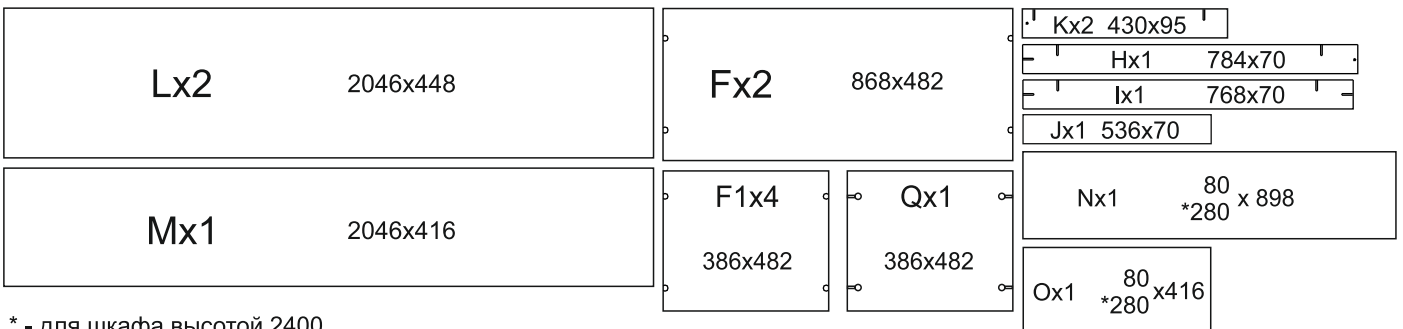 Lx2 2046x448
Mx1 2046x416
Fx2 868x482
F1x4
386x482
Qx1
386x482
Kx2 430x95
Hx1 784x70
Ix1 768x70
Jx1 536x70
Nx1 80 x 898
*280
Ox1 80 x416
*280
* - для шкафа высотой 2400